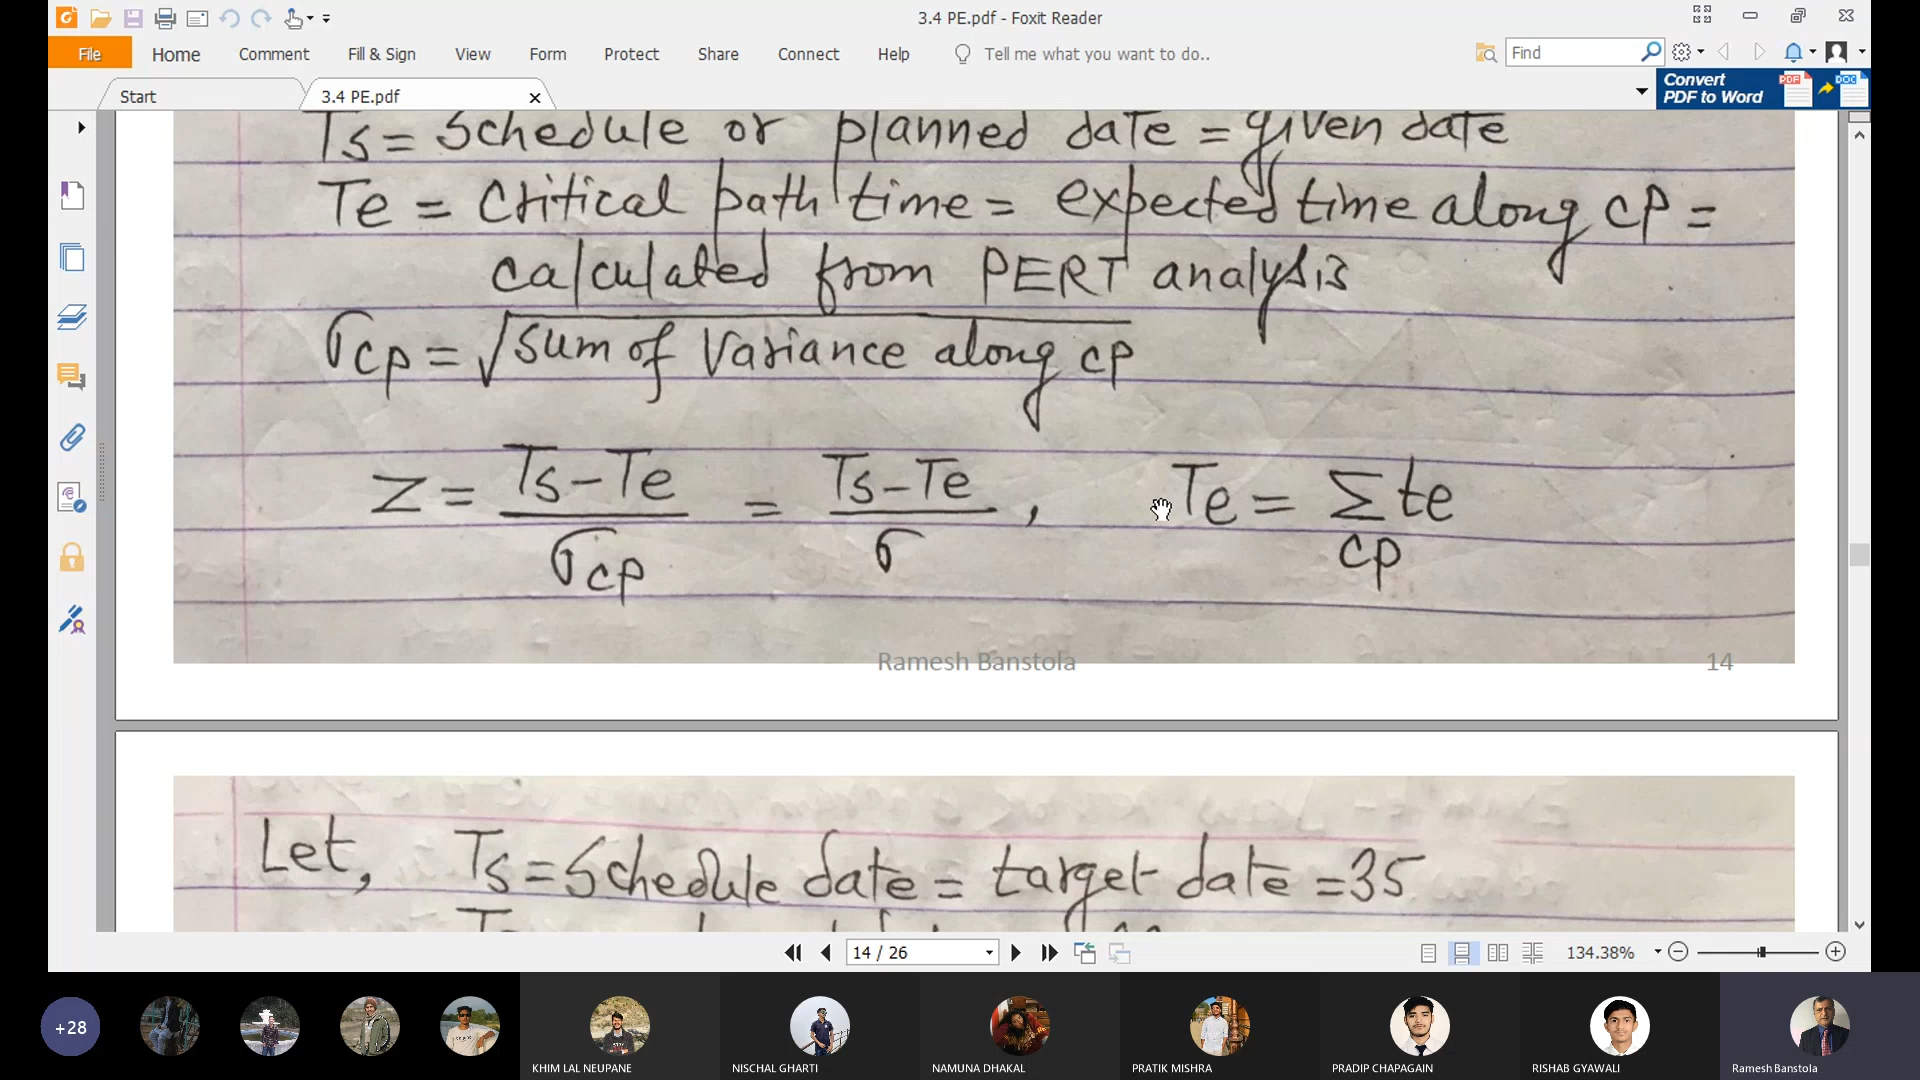 3.4 PE.pdf - Foxit Reader
File Home Comment Fill & Sign View Form Protect Share Connect Help Tell me what you want to do.. Find
Start 3.4 PE.pdf
Convert PDF to Word PDF DOC
Ts = Schedule or planned date = given date
Te = Critical path time = expected time along CP =
calculated from PERT analysis
σcp = √sum of Variance along cp
Z = Ts-Te / σcp = Ts-Te / σ , Te = Σ te
cp
Ramesh Banstola 14
Let, Ts = Schedule date = target date = 35
14 / 26 134.38%
+28
KHIM LAL NEUPANE NISCHAL GHARTI NAMUNA DHAKAL PRATIK MISHRA PRADIP CHAPAGAIN RISHAB GYAWALI Ramesh Banstola